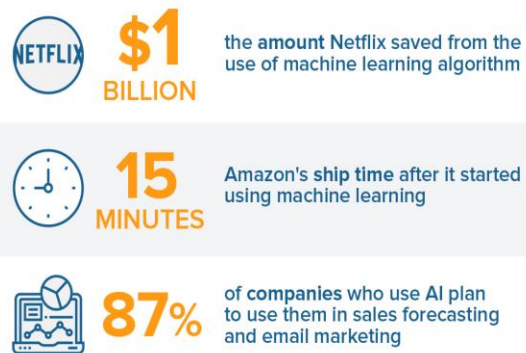 NETFLIX
$1
BILLION
the amount Netflix saved from the
use of machine learning algorithm
15
MINUTES
Amazon's ship time after it started
using machine learning
87%
of companies who use AI plan
to use them in sales forecasting
and email marketing